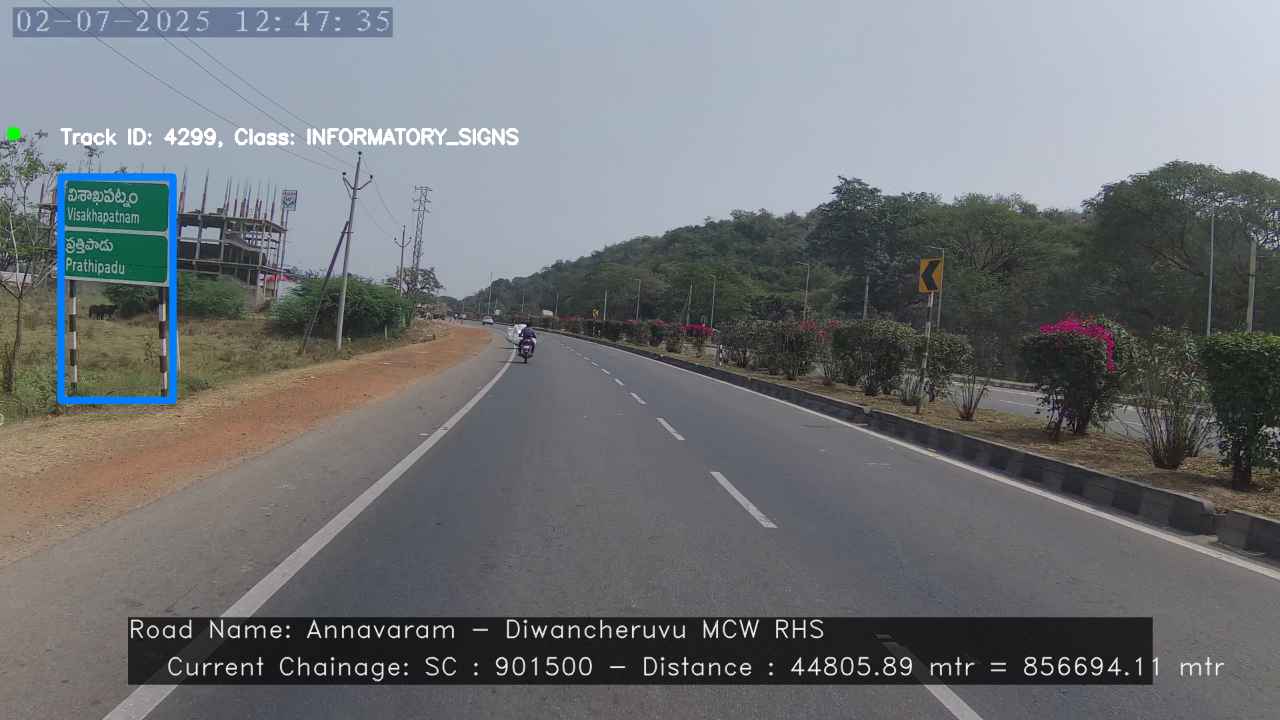 02-07-2025 12:47:35
Track ID: 4299, Class: INFORMATORY_SIGNS
విశాఖపట్నం
Visakhapatnam
ప్రత్తిపాడు
Prathipadu
Road Name: Annavaram - Diwancheruvu MCW RHS
Current Chainage: SC : 901500 - Distance : 44805.89 mtr = 856694.11 mtr